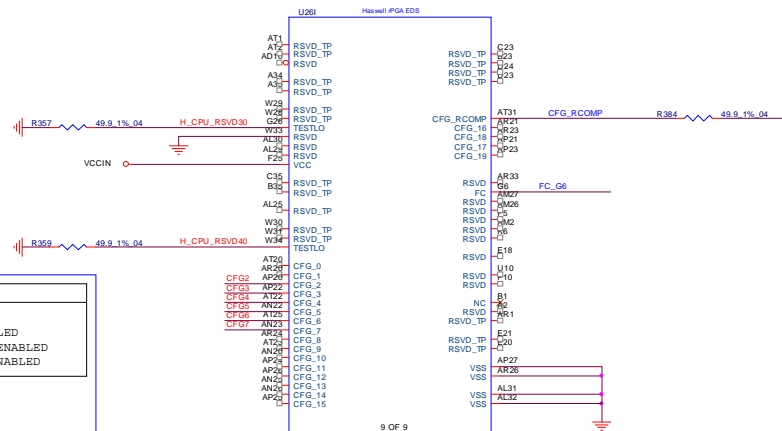 U26I
Haswell rPGA EDS
AT1
AT2 RSVD_TP
RSVD_TP
RSVD
A34
A35 RSVD_TP
RSVD_TP
W29
W28 RSVD_TP
G26 RSVD_TP
R357 49.9_1%_04 H_CPU_RSVD30 TESTLO
W33 RSVD
AL30 RSVD
AL29 RSVD
VCCIN F25 VCC
C35 RSVD_TP
B35 RSVD_TP
AL25 RSVD_TP
W30
W31 RSVD_TP
RSVD_TP
R359 49.9_1%_04 H_CPU_RSVD40 W34 TESTLO
AT20 CFG_0
AR20 CFG_1
CFG2 AP20 CFG_2
CFG3 AP22 CFG_3
CFG4 AT22 CFG_4
CFG5 AN22 CFG_5
CFG6 AT25 CFG_6
CFG7 AN23 CFG_7
AR24 CFG_8
AT23 CFG_9
AN20 CFG_10
AP24 CFG_11
AP26 CFG_12
AN25 CFG_13
AN26 CFG_14
AP25 CFG_15
C23
RSVD_TP
RSVD_TP
RSVD_TP
RSVD_TP
CFG_RCOMP AT31 CFG_RCOMP R384 49.9_1%_04
CFG_16 AR21
CFG_18 AR23
CFG_17 AP21
CFG_19 AP23
RSVD AR33
FC G6 FC_G6
RSVD AM27
RSVD AM26
RSVD
RSVD AM2
RSVD K6
RSVD E18
RSVD U10
RSVD P10
NC B1
RSVD A2
RSVD_TP AR1
RSVD_TP E21
RSVD_TP E20
VSS AP27
VSS AR26
VSS AL31
VSS AL32
LED
ENABLED
NABLED
9 OF 9